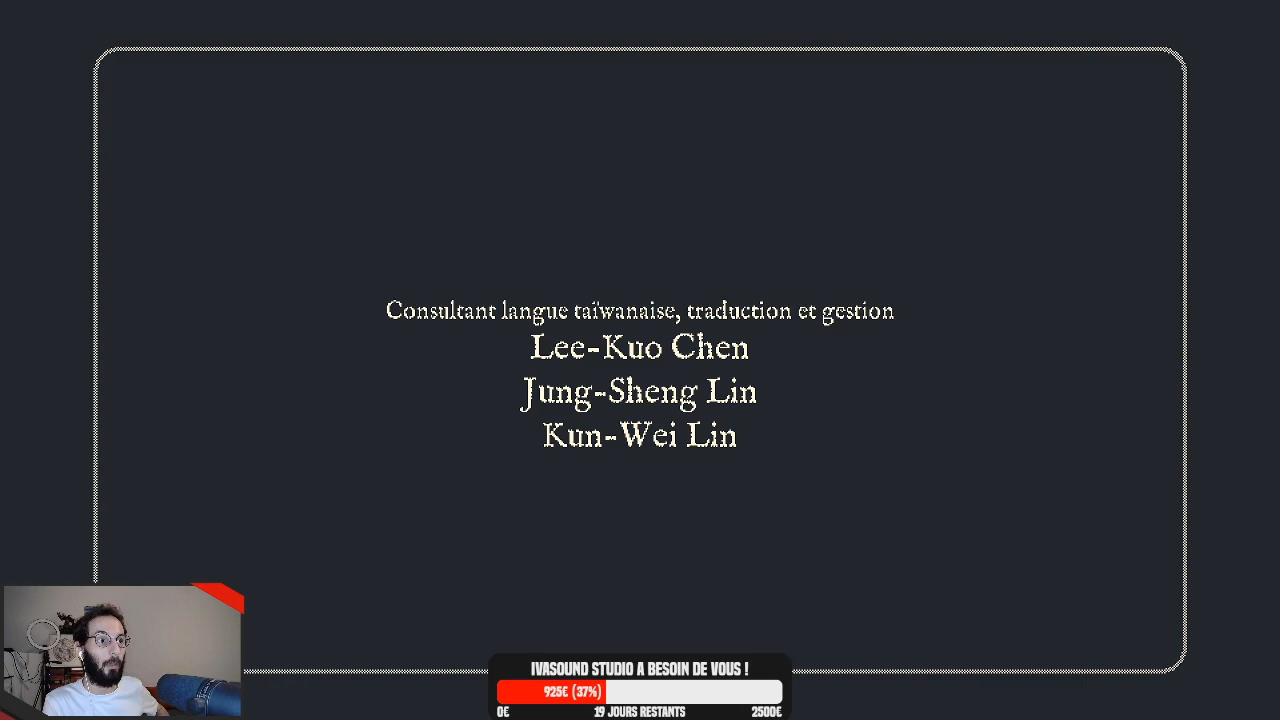 Consultant langue taïwanaise, traduction et gestion
Lee-Kuo Chen
Jung-Sheng Lin
Kun-Wei Lin
IVASOUND STUDIO A BESOIN DE VOUS !
925€ (37%)
0€ 19 JOURS RESTANTS 2500€